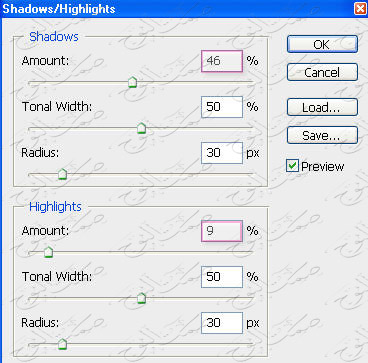 Shadows/Highlights
Shadows
Amount: 46 %
Tonal Width: 50 %
Radius: 30 px
Highlights
Amount: 9 %
Tonal Width: 50 %
Radius: 30 px
OK
Cancel
Load...
Save...
Preview